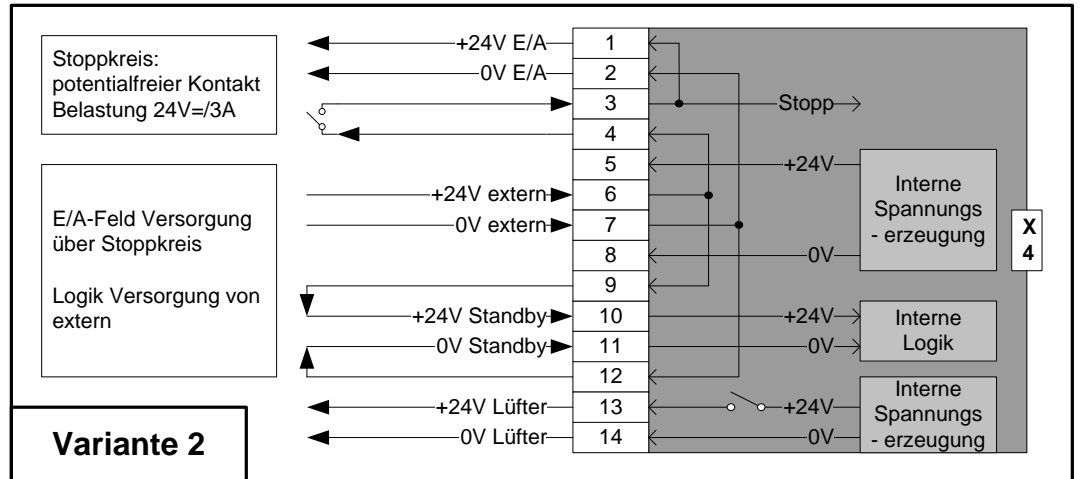 Stoppkreis:
potentialfreier Kontakt
Belastung 24V=/3A
E/A-Feld Versorgung
über Stoppkreis
Logik Versorgung von
extern
Variante 2
+24V E/A
0V E/A
+24V extern
0V extern
+24V Standby
0V Standby
+24V Lüfter
0V Lüfter
1
2
3
4
5
6
7
8
9
10
11
12
13
14
Stopp
+24V
0V
+24V
0V
+24V
0V
Interne
Spannungs
- erzeugung
Interne
Logik
Interne
Spannungs
- erzeugung
X
4